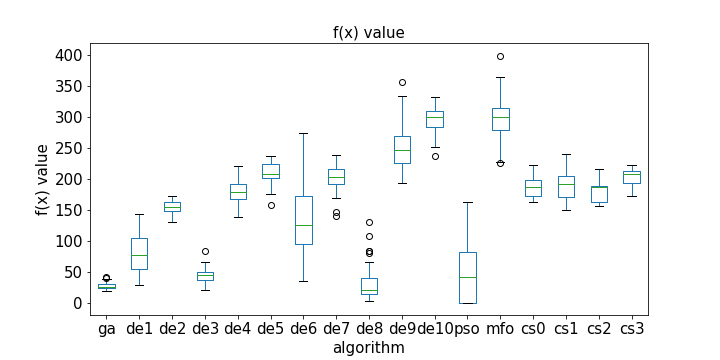 f(x) value
f(x) value
400
350
300
250
200
150
100
50
0
ga de1 de2 de3 de4 de5 de6 de7 de8 de9 de10 pso mfo cs0 cs1 cs2 cs3
algorithm